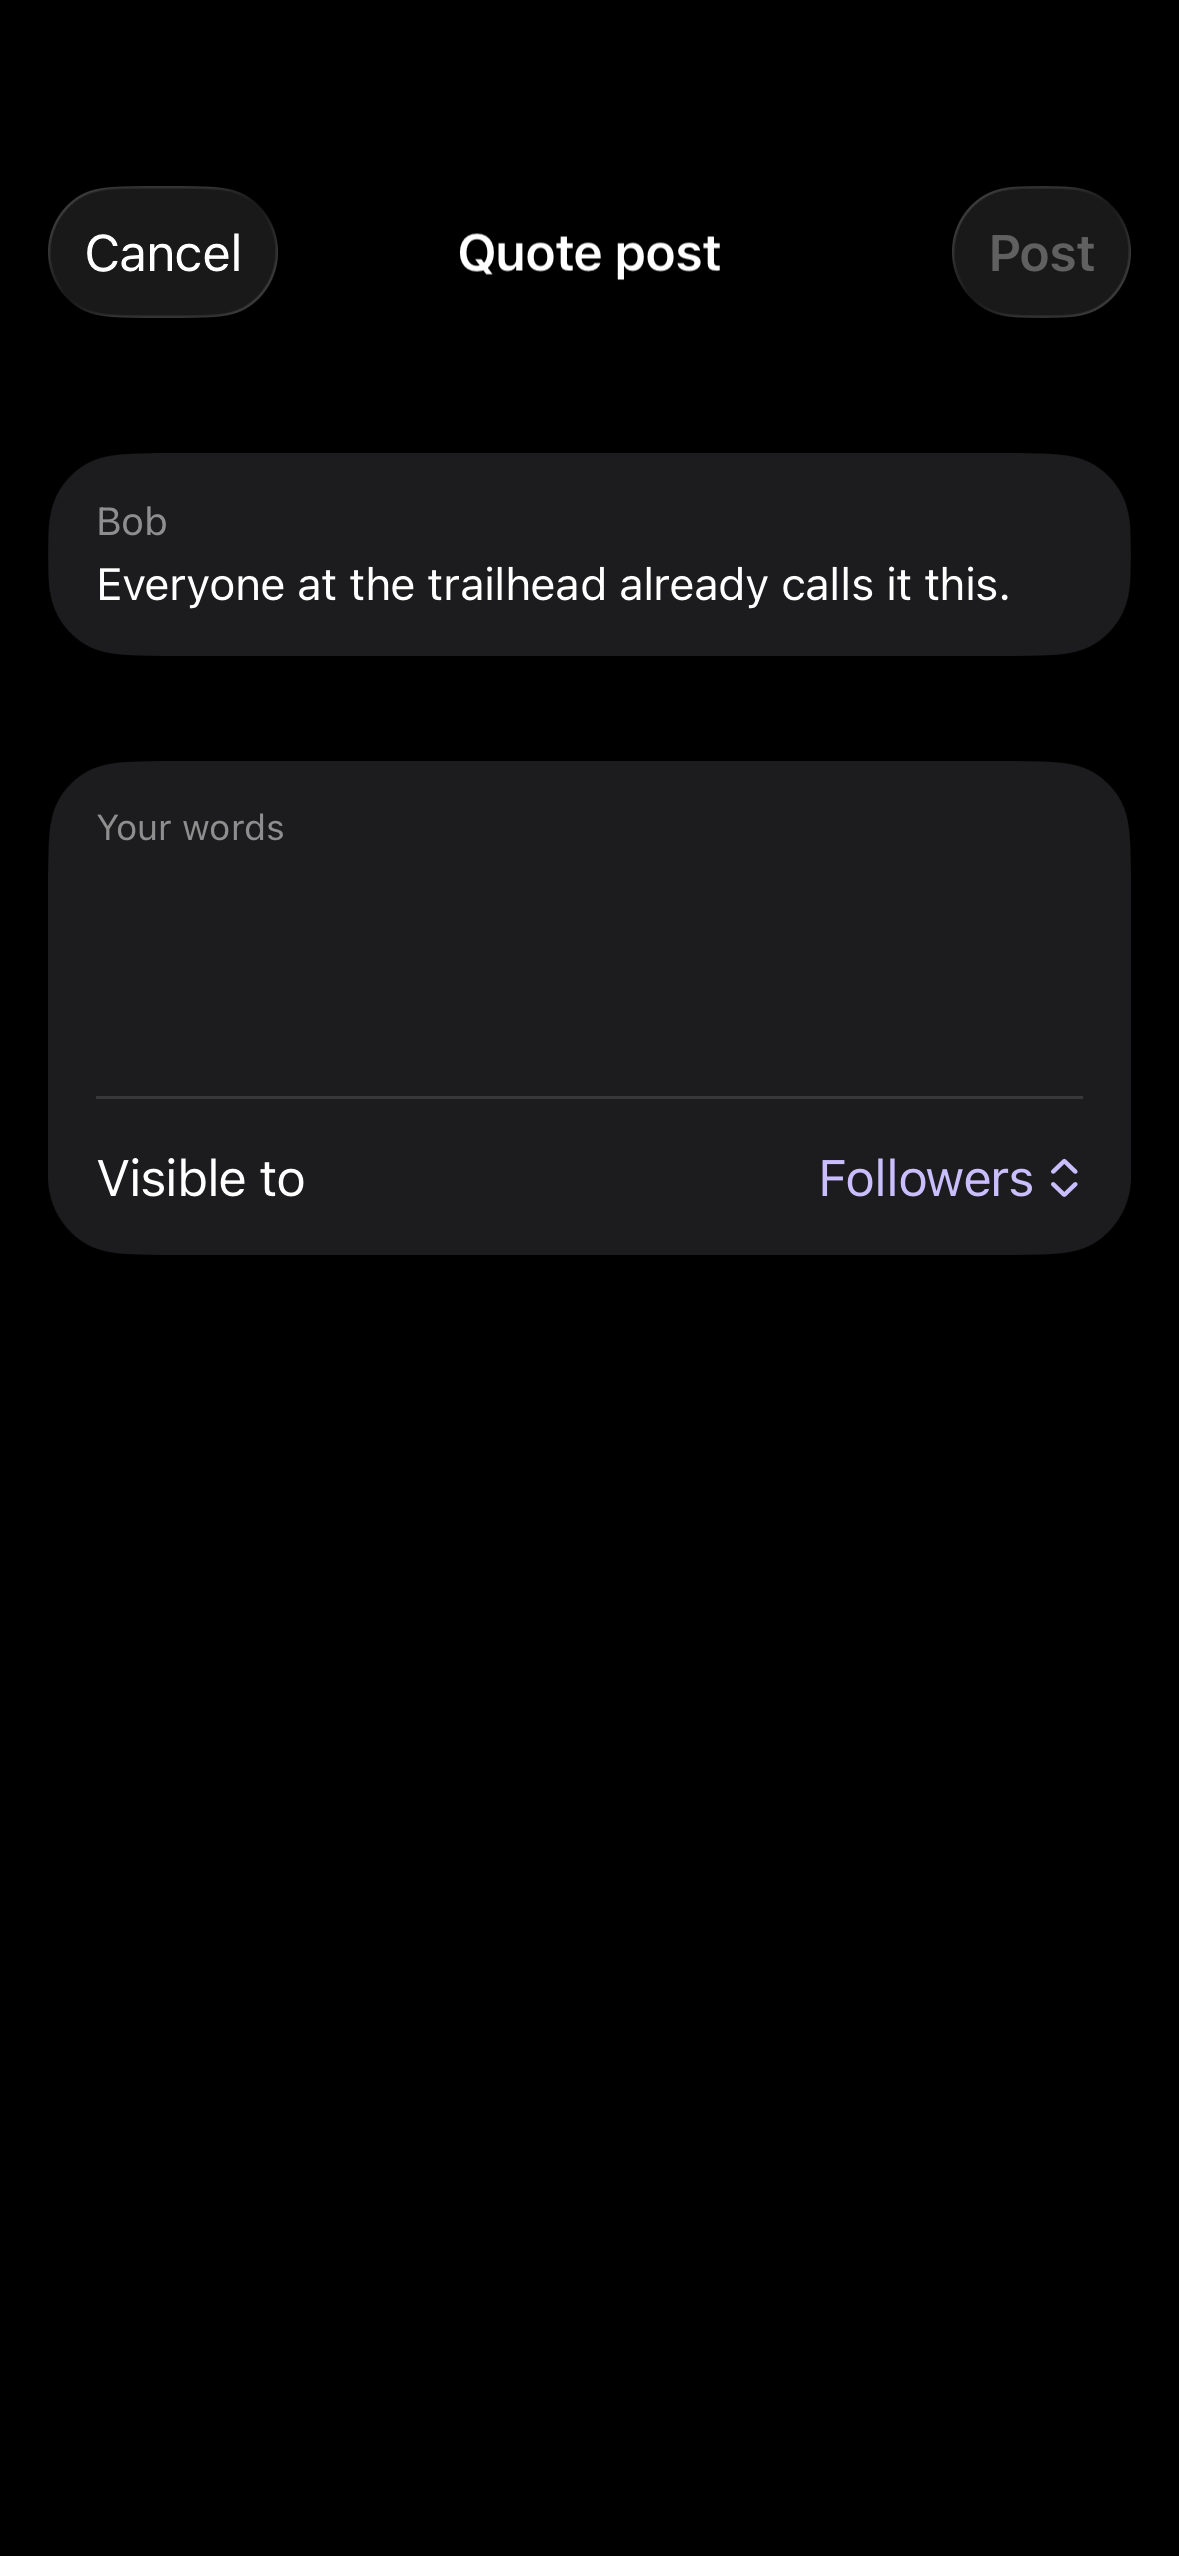 Cancel
Quote post
Post
Bob
Everyone at the trailhead already calls it this.
Your words
Visible to
Followers